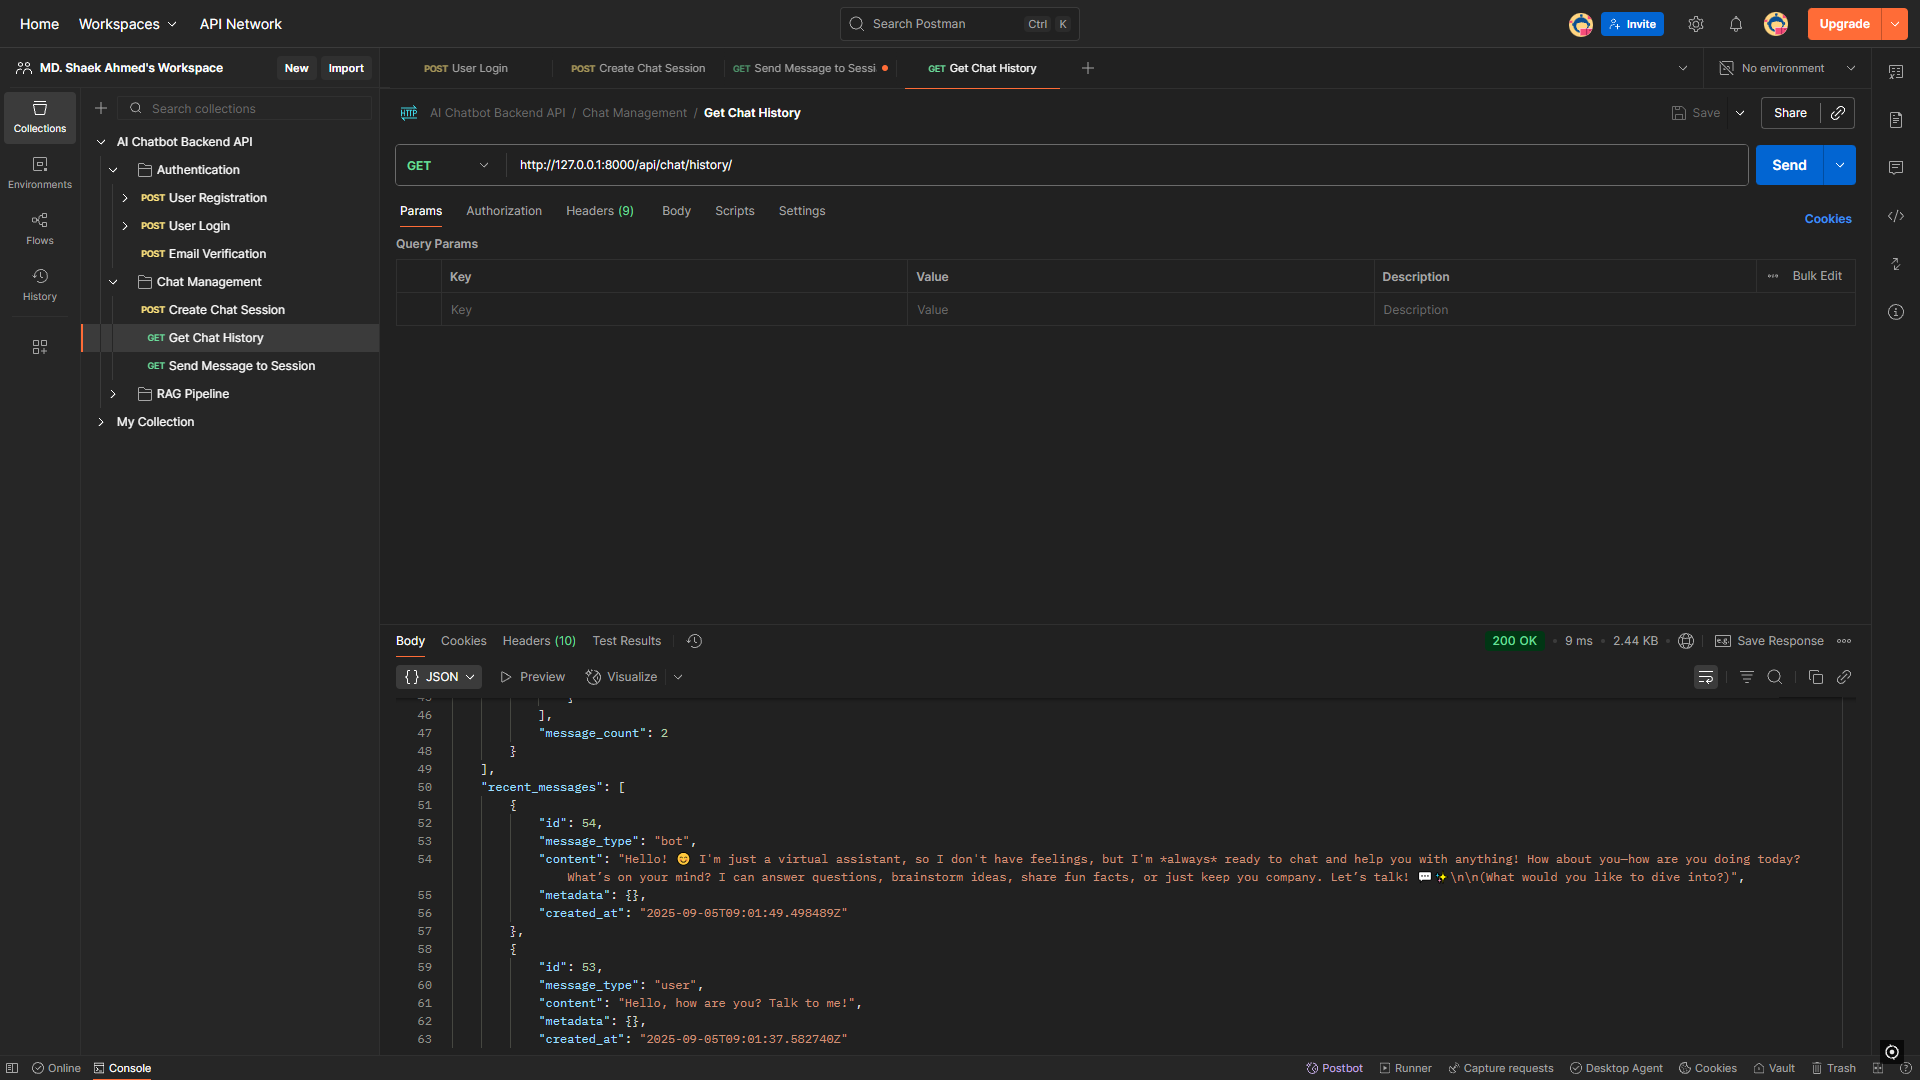 Home Workspaces API Network Search Postman Ctrl K Invite Upgrade
MD. Shaek Ahmed's Workspace New Import
POST User Login POST Create Chat Session GET Send Message to Sessi GET Get Chat History No environment
Search collections
Collections
Environments
Flows
History
AI Chatbot Backend API
Authentication
POST User Registration
POST User Login
POST Email Verification
Chat Management
POST Create Chat Session
GET Get Chat History
GET Send Message to Session
RAG Pipeline
My Collection
HTTP AI Chatbot Backend API / Chat Management / Get Chat History Save Share
GET http://127.0.0.1:8000/api/chat/history/ Send
Params Authorization Headers (9) Body Scripts Settings Cookies
Query Params
Key Value Description Bulk Edit
Key Value Description
Body Cookies Headers (10) Test Results 200 OK 9 ms 2.44 KB Save Response
{} JSON Preview Visualize
46 ],
47 "message_count": 2
48 }
49 ],
50 "recent_messages": [
51 {
52 "id": 54,
53 "message_type": "bot",
54 "content": "Hello! 😊 I'm just a virtual assistant, so I don't have feelings, but I'm *always* ready to chat and help you with anything! How about you—how are you doing today?
What’s on your mind? I can answer questions, brainstorm ideas, share fun facts, or just keep you company. Let’s talk! 💬✨\n\n(What would you like to dive into?)",
55 "metadata": {},
56 "created_at": "2025-09-05T09:01:49.498489Z"
57 },
58 {
59 "id": 53,
60 "message_type": "user",
61 "content": "Hello, how are you? Talk to me!",
62 "metadata": {},
63 "created_at": "2025-09-05T09:01:37.582740Z"
Online Console Postbot Runner Capture requests Desktop Agent Cookies Vault Trash